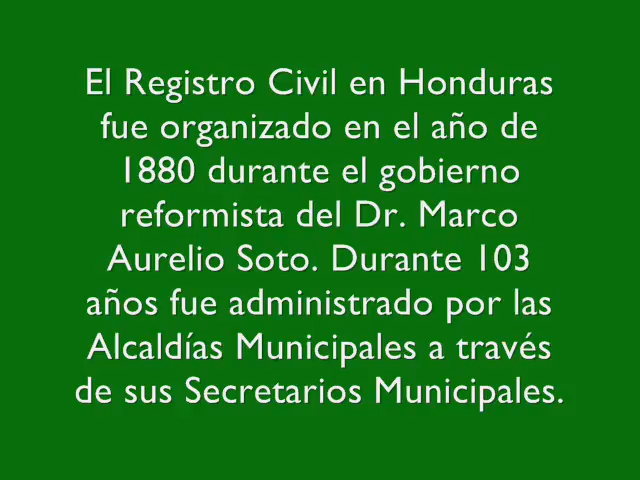 El Registro Civil en Honduras
fue organizado en el año de
1880 durante el gobierno
reformista del Dr. Marco
Aurelio Soto. Durante 103
años fue administrado por las
Alcaldías Municipales a través
de sus Secretarios Municipales.